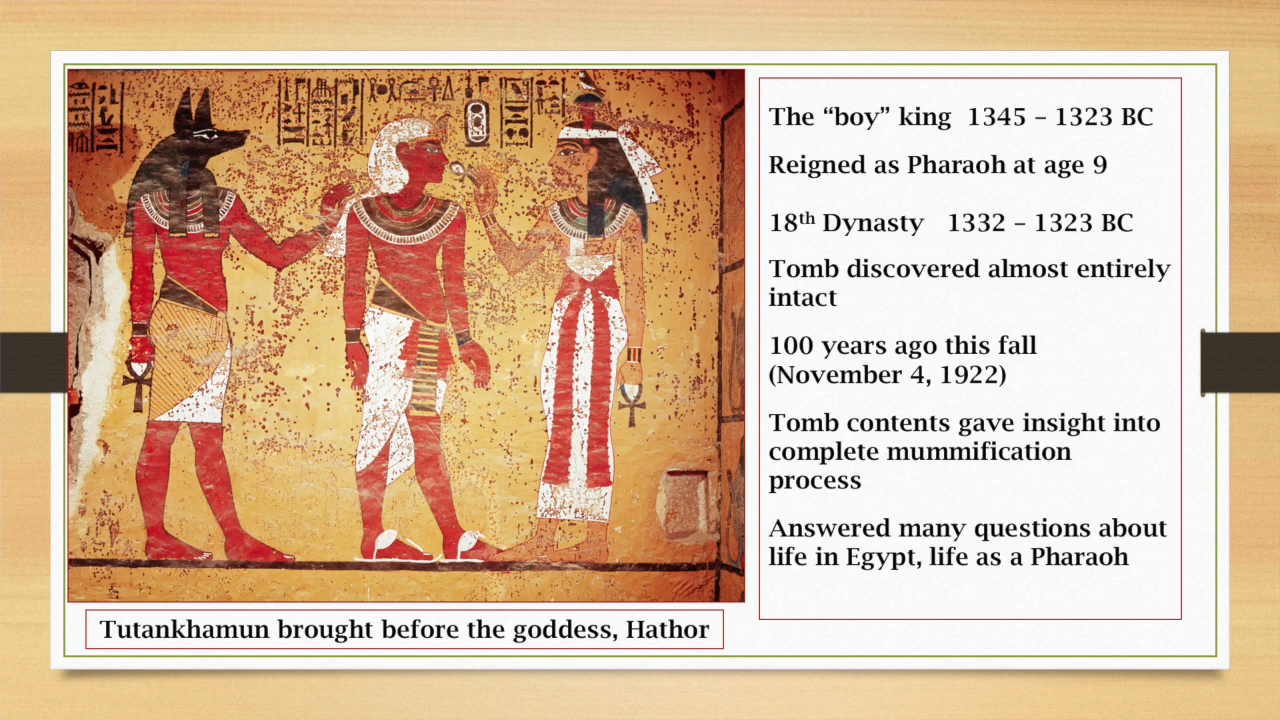 The “boy” king 1345 – 1323 BC
Reigned as Pharaoh at age 9
18th Dynasty 1332 – 1323 BC
Tomb discovered almost entirely
intact
100 years ago this fall
(November 4, 1922)
Tomb contents gave insight into
complete mummification
process
Answered many questions about
life in Egypt, life as a Pharaoh
Tutankhamun brought before the goddess, Hathor